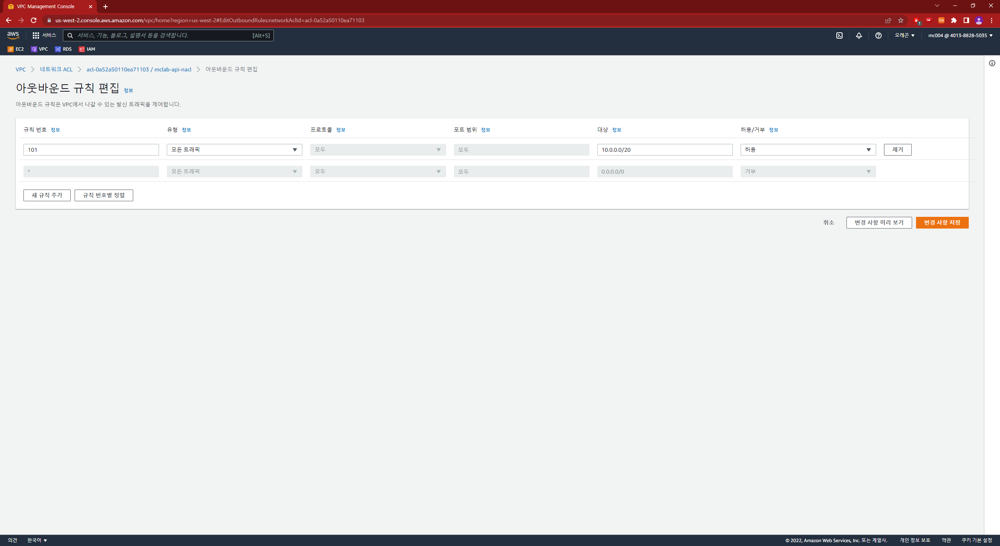 VPC Management Console
us-west-2.console.aws.amazon.com/vpc/home?region=us-west-2#EditOutboundRules:networkAclId=acl-0a52a50110ea71103
1
EX
aws 서비스 서비스, 기능, 블로그, 설명서 등을 검색합니다. [Alt+S] 오레곤 mc004 @ 4013-8828-5035
EC2 VPC RDS IAM
VPC 네트워크 ACL acl-0a52a50110ea71103 / mclab-api-nacl 아웃바운드 규칙 편집
아웃바운드 규칙 편집 정보
아웃바운드 규칙은 VPC에서 나갈 수 있는 발신 트래픽을 제어합니다.
규칙 번호 정보 유형 정보 프로토콜 정보 포트 범위 정보 대상 정보 허용/거부 정보
101 모든 트래픽 모두 모두 10.0.0.0/20 허용 제거
* 모든 트래픽 모두 모두 0.0.0.0/0 거부
새 규칙 추가 규칙 번호별 정렬
취소 변경 사항 미리 보기 변경 사항 저장
의견 한국어 © 2022, Amazon Web Services, Inc. 또는 계열사. 개인 정보 보호 약관 쿠키 기본 설정